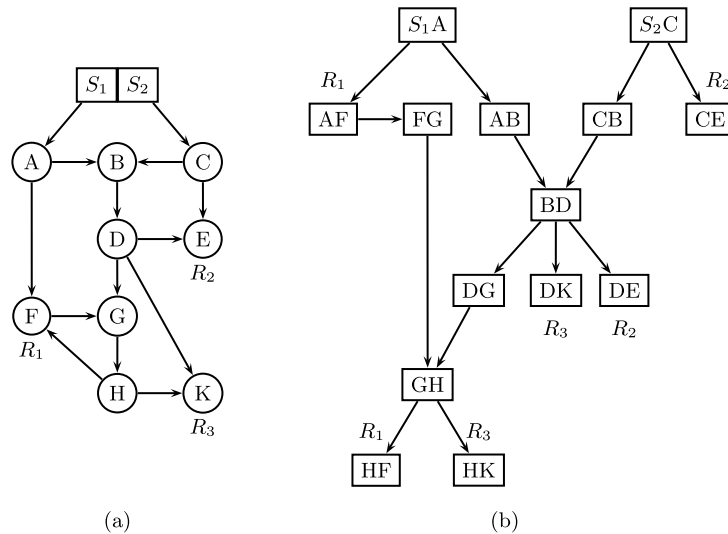 S₁A S₂C
R₁ R₂
S₁ S₂
AF FG AB CB CE
A B C
BD
D E
R₂
DG DK DE
F G
R₁
R₃ R₂
GH
H K
R₃
R₁ R₃
HF HK
(a) (b)